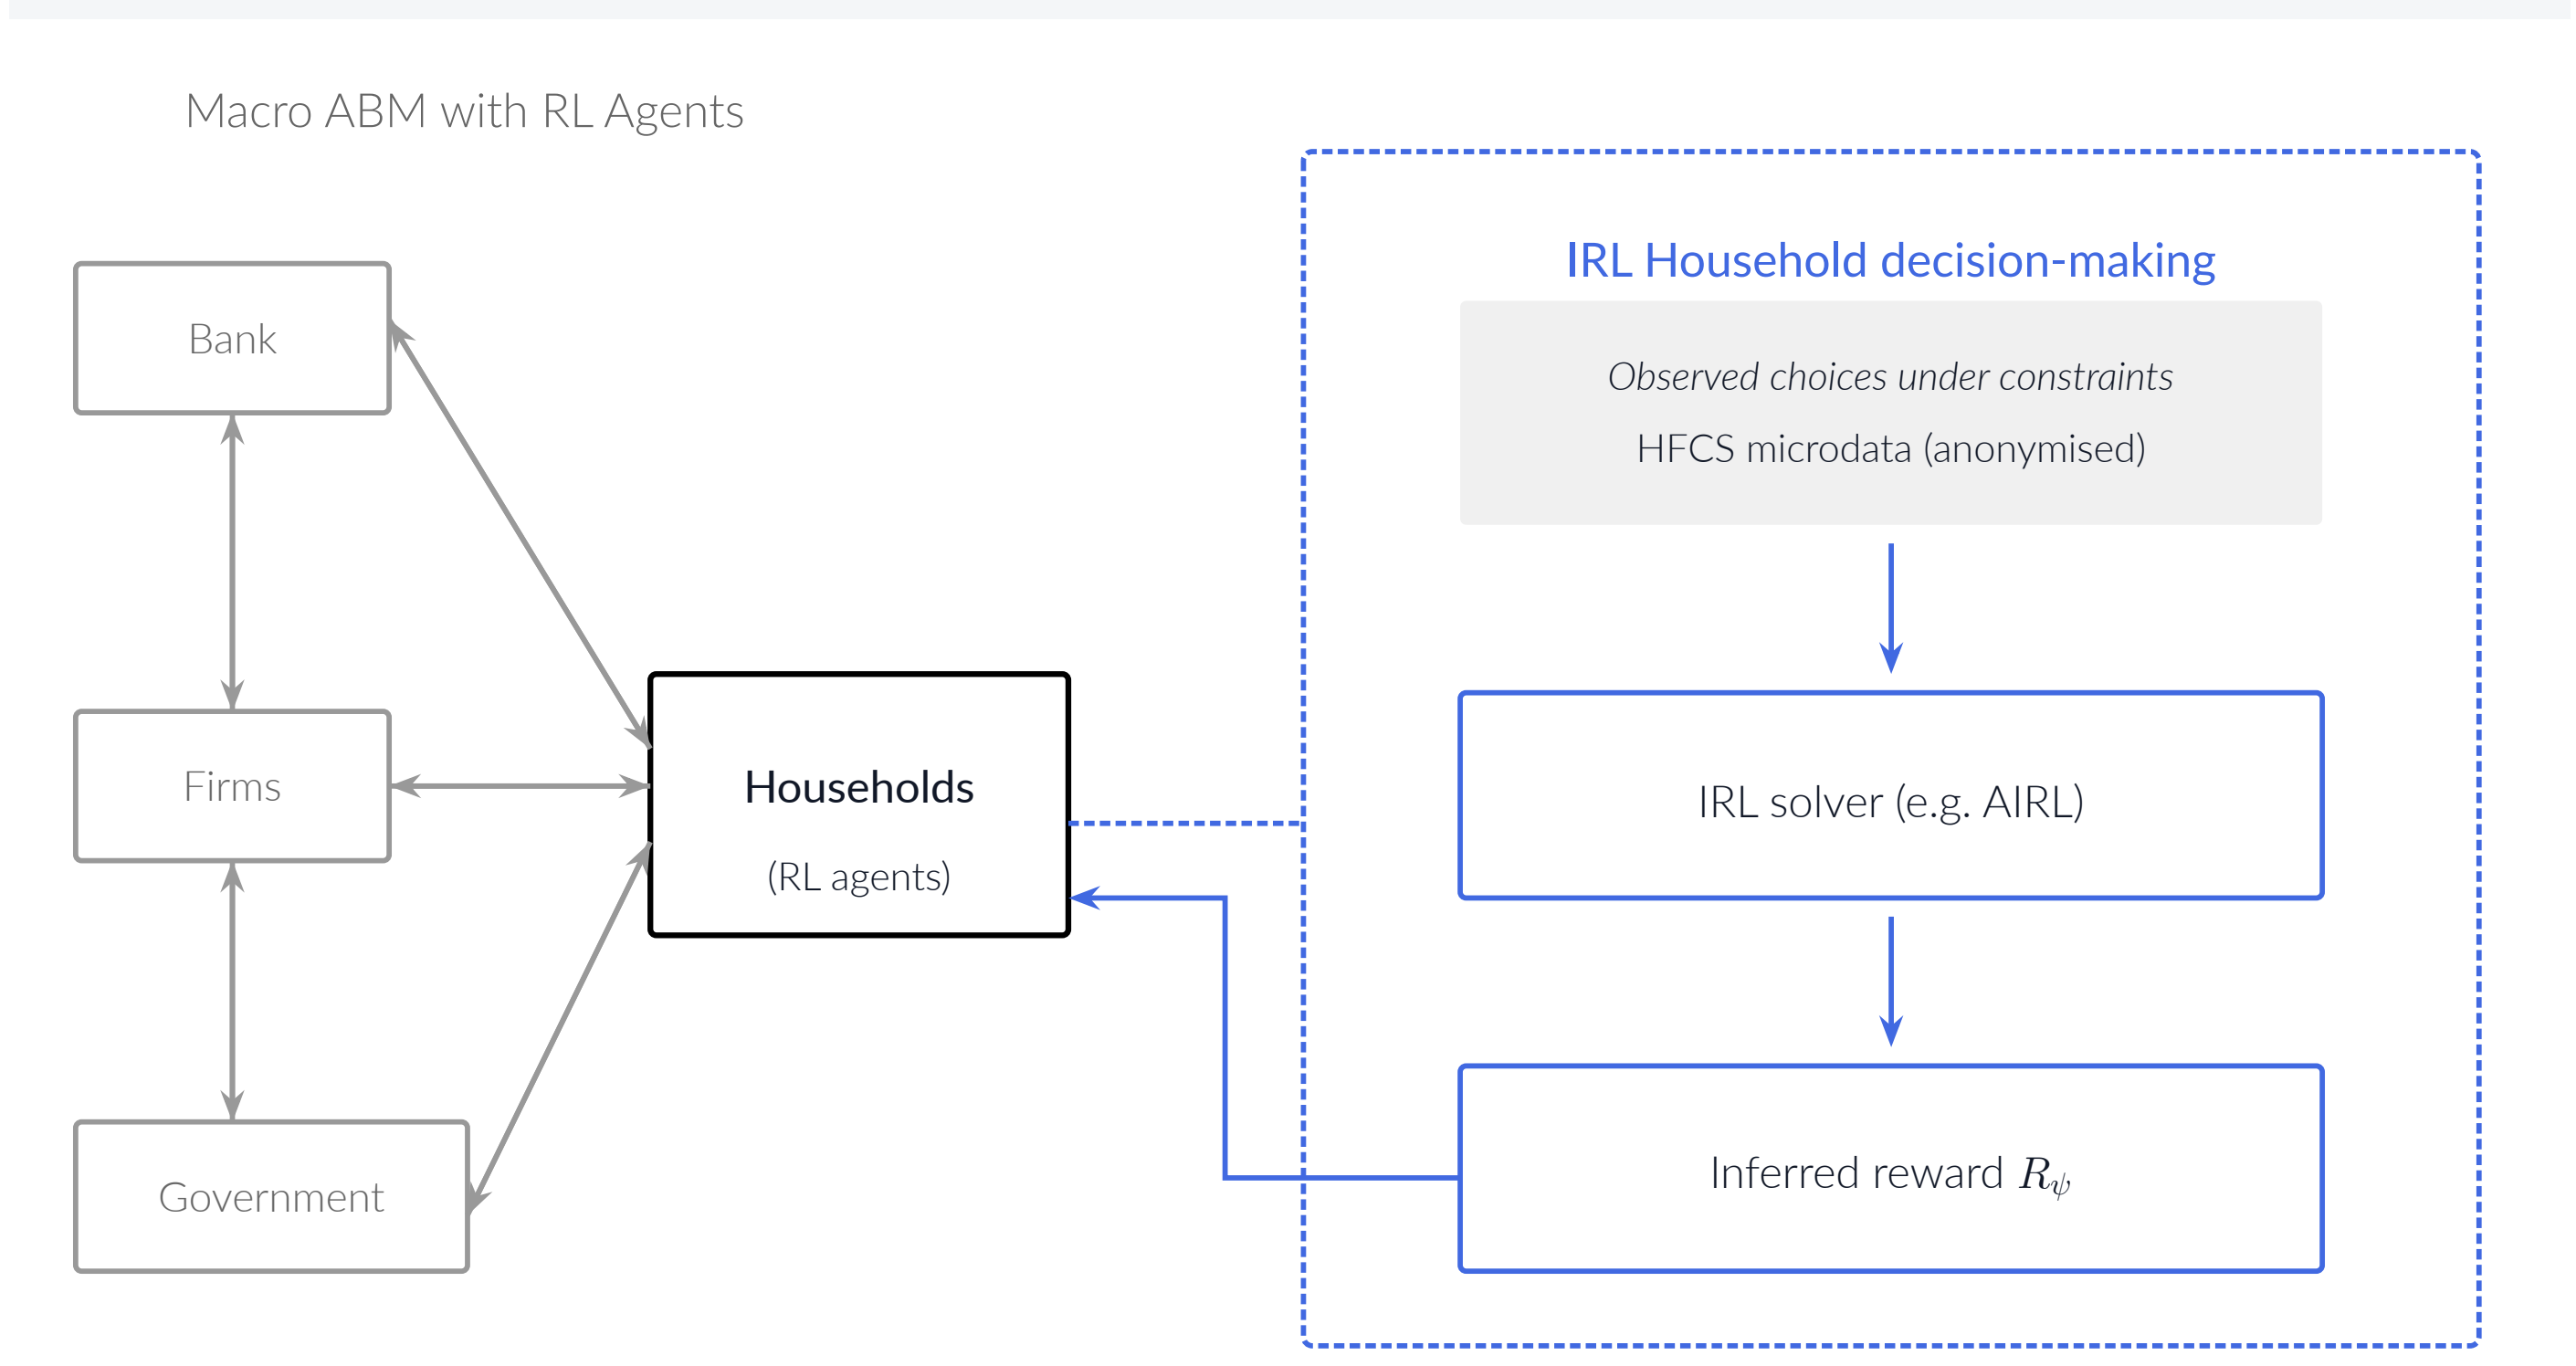 Macro ABM with RL Agents
Bank
Firms
Government
Households
(RL agents)
IRL Household decision-making
Observed choices under constraints
HFCS microdata (anonymised)
IRL solver (e.g. AIRL)
Inferred reward R_ψ